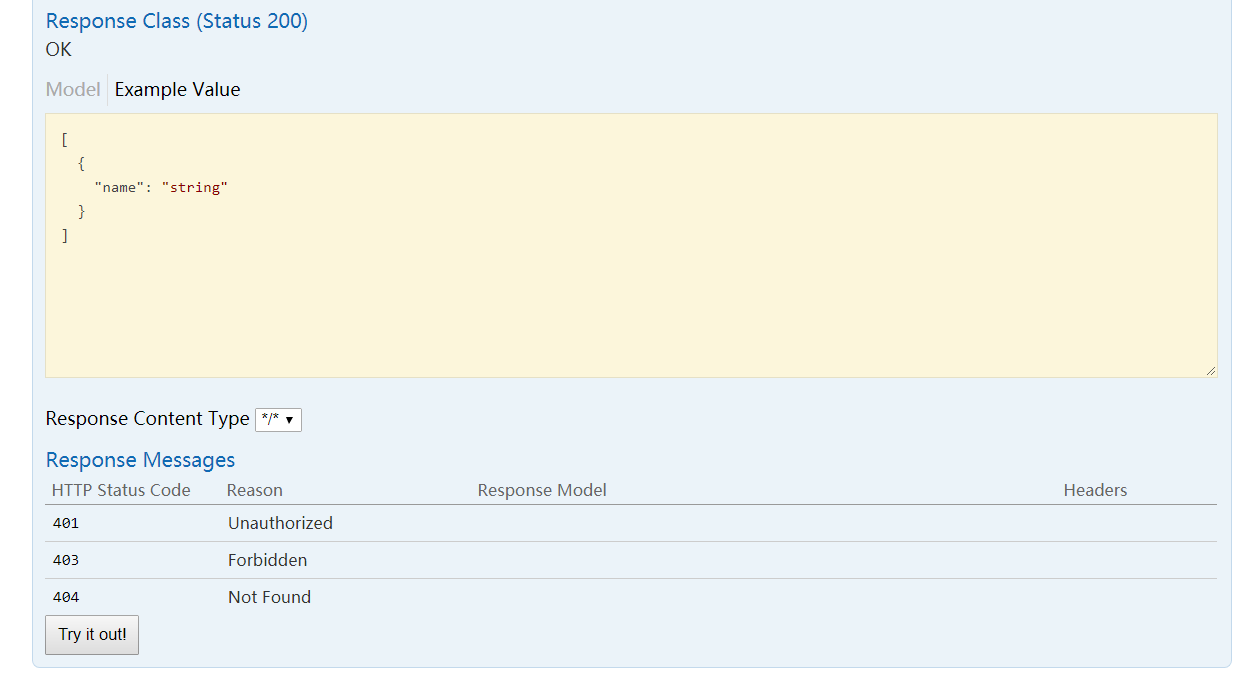 Response Class (Status 200)
OK
Model Example Value
[
  {
    "name": "string"
  }
]
Response Content Type */* ▼
Response Messages
HTTP Status Code Reason Response Model Headers
401 Unauthorized
403 Forbidden
404 Not Found
Try it out!